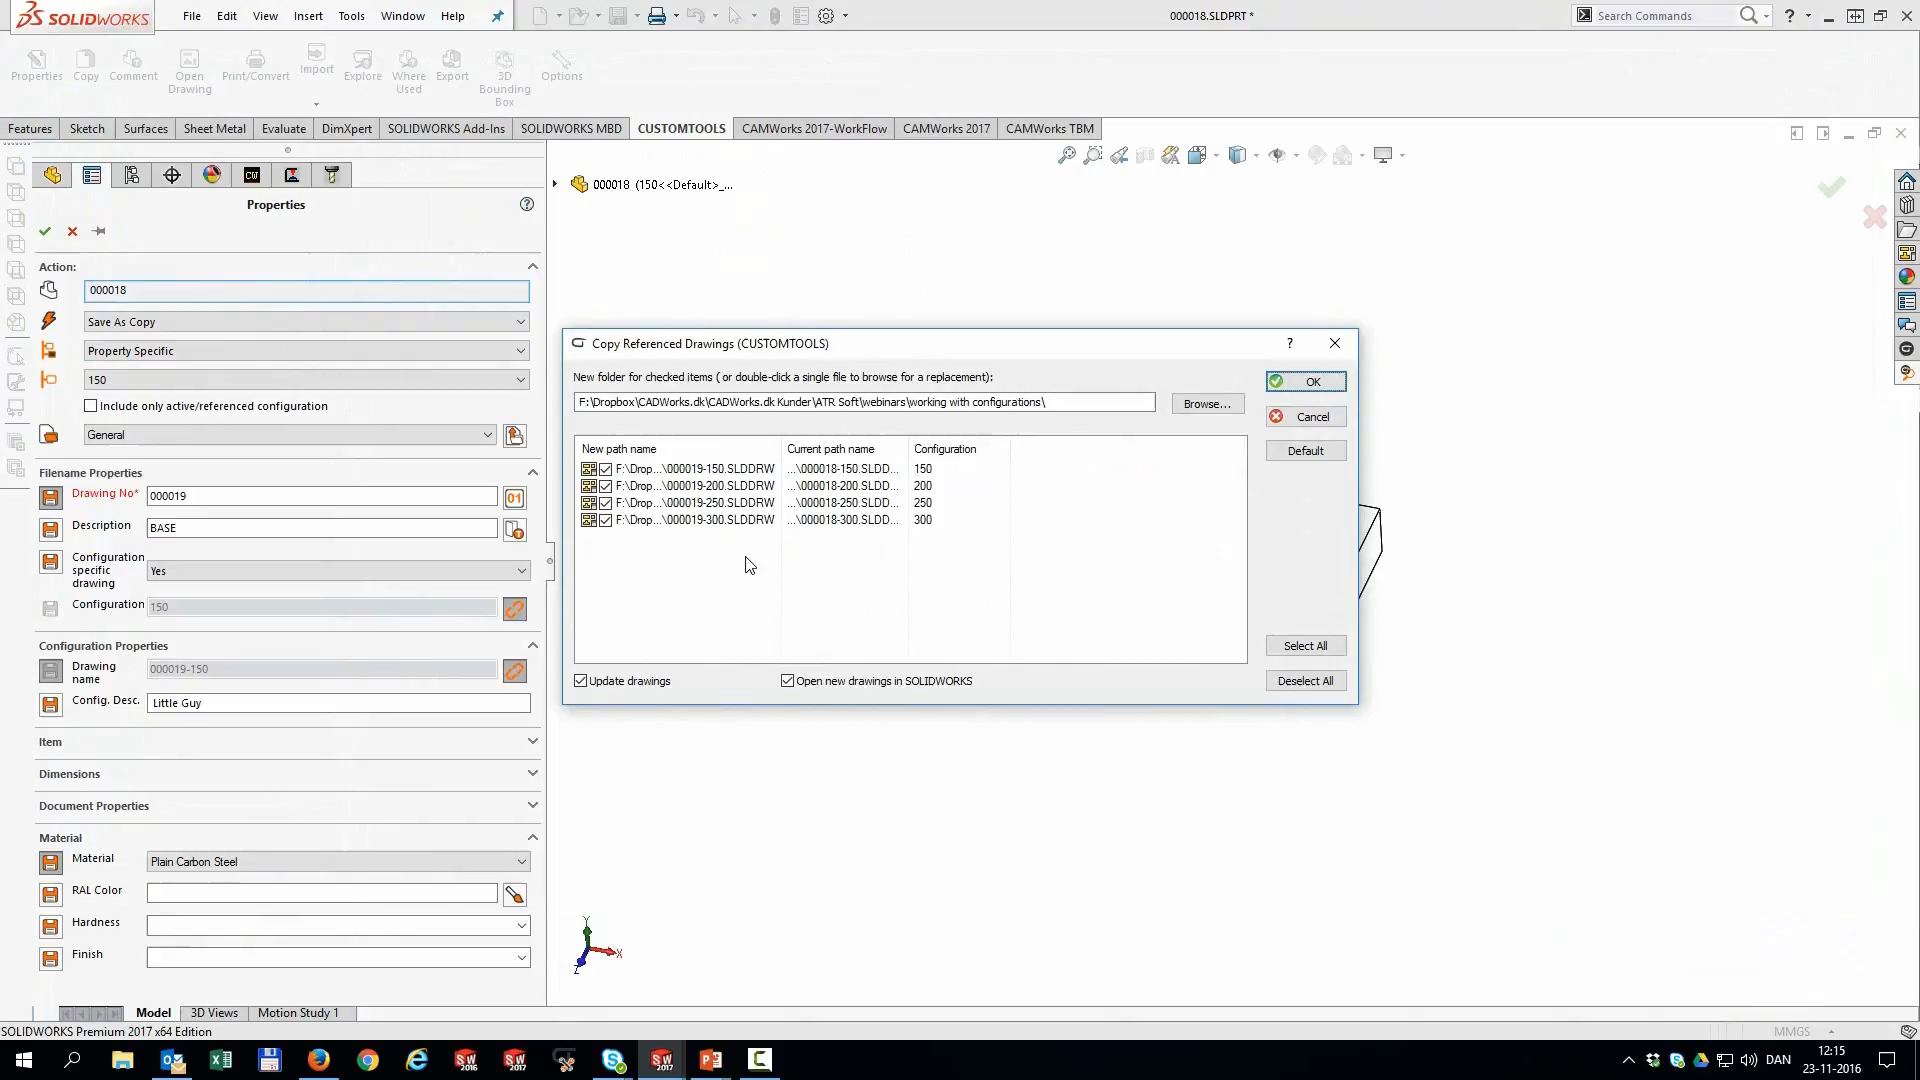 SOLIDWORKS File Edit View Insert Tools Window Help 000018.SLDPRT * Search Commands ?
Properties Copy Comment Open Drawing Print/Convert Import Explore Where Used Export 3D Bounding Box Options
Features Sketch Surfaces Sheet Metal Evaluate DimXpert SOLIDWORKS Add-Ins SOLIDWORKS MBD CUSTOMTOOLS CAMWorks 2017-WorkFlow CAMWorks 2017 CAMWorks TBM
000018 (150<<Default>_...
Properties
Action:
000018
Save As Copy
Property Specific
150
Include only active/referenced configuration
General
Filename Properties
Drawing No* 000019
Description BASE
Configuration specific drawing Yes
Configuration 150
Configuration Properties
Drawing name 000019-150
Config. Desc. Little Guy
Item
Dimensions
Document Properties
Material
Material Plain Carbon Steel
RAL Color
Hardness
Finish
Copy Referenced Drawings (CUSTOMTOOLS) ?
New folder for checked items ( or double-click a single file to browse for a replacement):
F:\Dropbox\CADWorks.dk\CADWorks.dk Kunder\ATR Soft\webinars\working with configurations\
Browse...
OK
Cancel
Default
New path name Current path name Configuration
F:\Drop...\000019-150.SLDDRW ...\000018-150.SLDD... 150
F:\Drop...\000019-200.SLDDRW ...\000018-200.SLDD... 200
F:\Drop...\000019-250.SLDDRW ...\000018-250.SLDD... 250
F:\Drop...\000019-300.SLDDRW ...\000018-300.SLDD... 300
Select All
Deselect All
Update drawings Open new drawings in SOLIDWORKS
Y
X
Z
Model 3D Views Motion Study 1
SOLIDWORKS Premium 2017 x64 Edition MMGS
DAN 12:15
23-11-2016